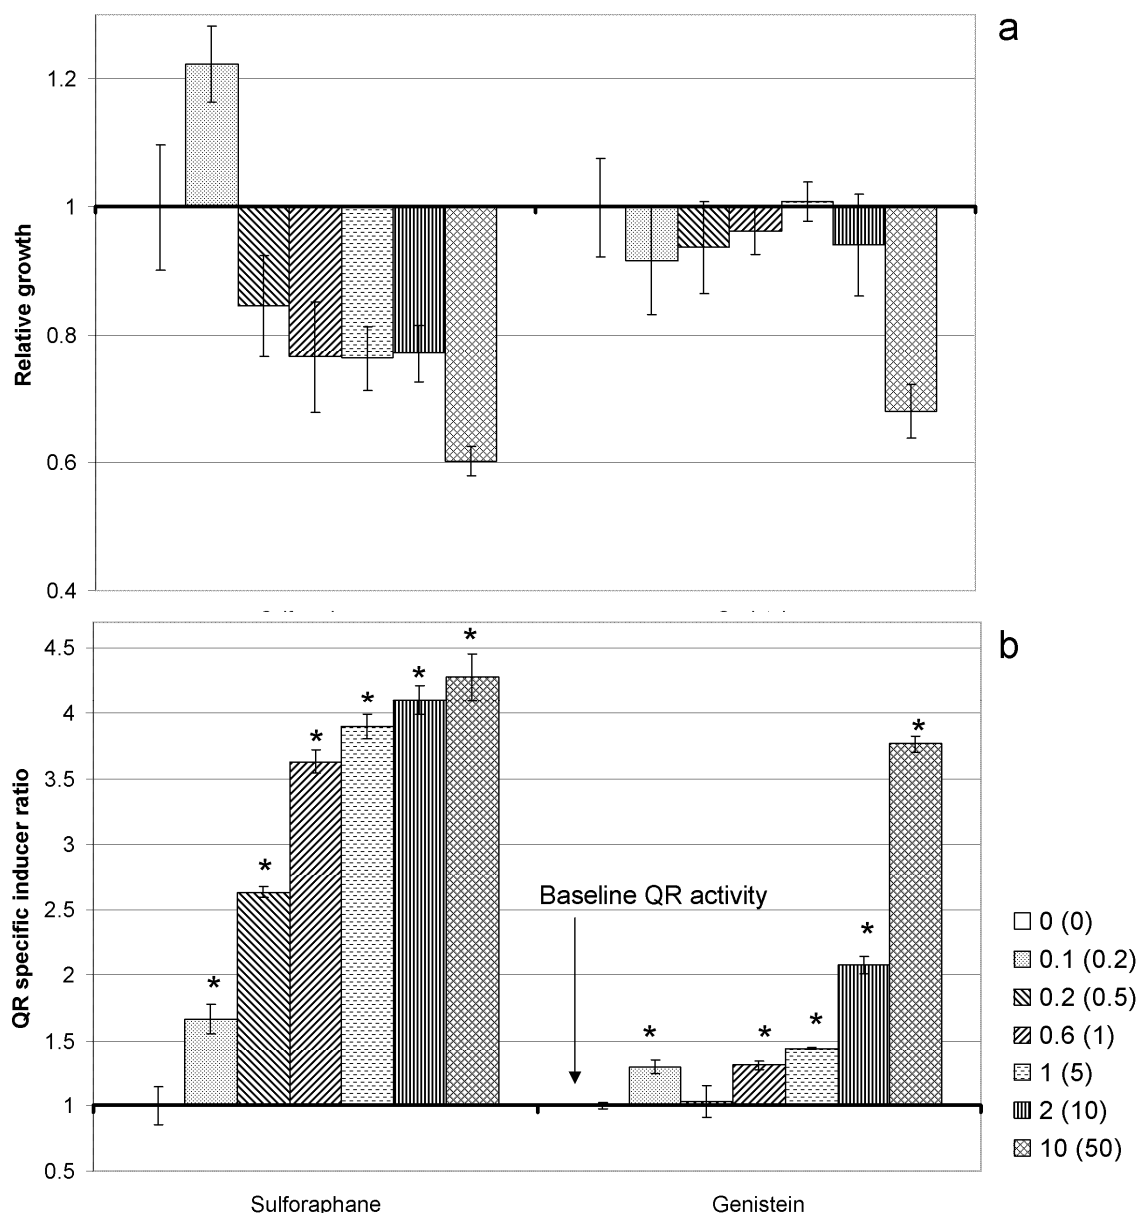 a
1.2
1
0.8
0.6
0.4
Relative growth
b
4.5
4
3.5
3
2.5
2
1.5
1
0.5
QR specific inducer ratio
* * * * * *
Baseline QR activity
* * * * *
Sulforaphane
Genistein
0 (0)
0.1 (0.2)
0.2 (0.5)
0.6 (1)
1 (5)
2 (10)
10 (50)